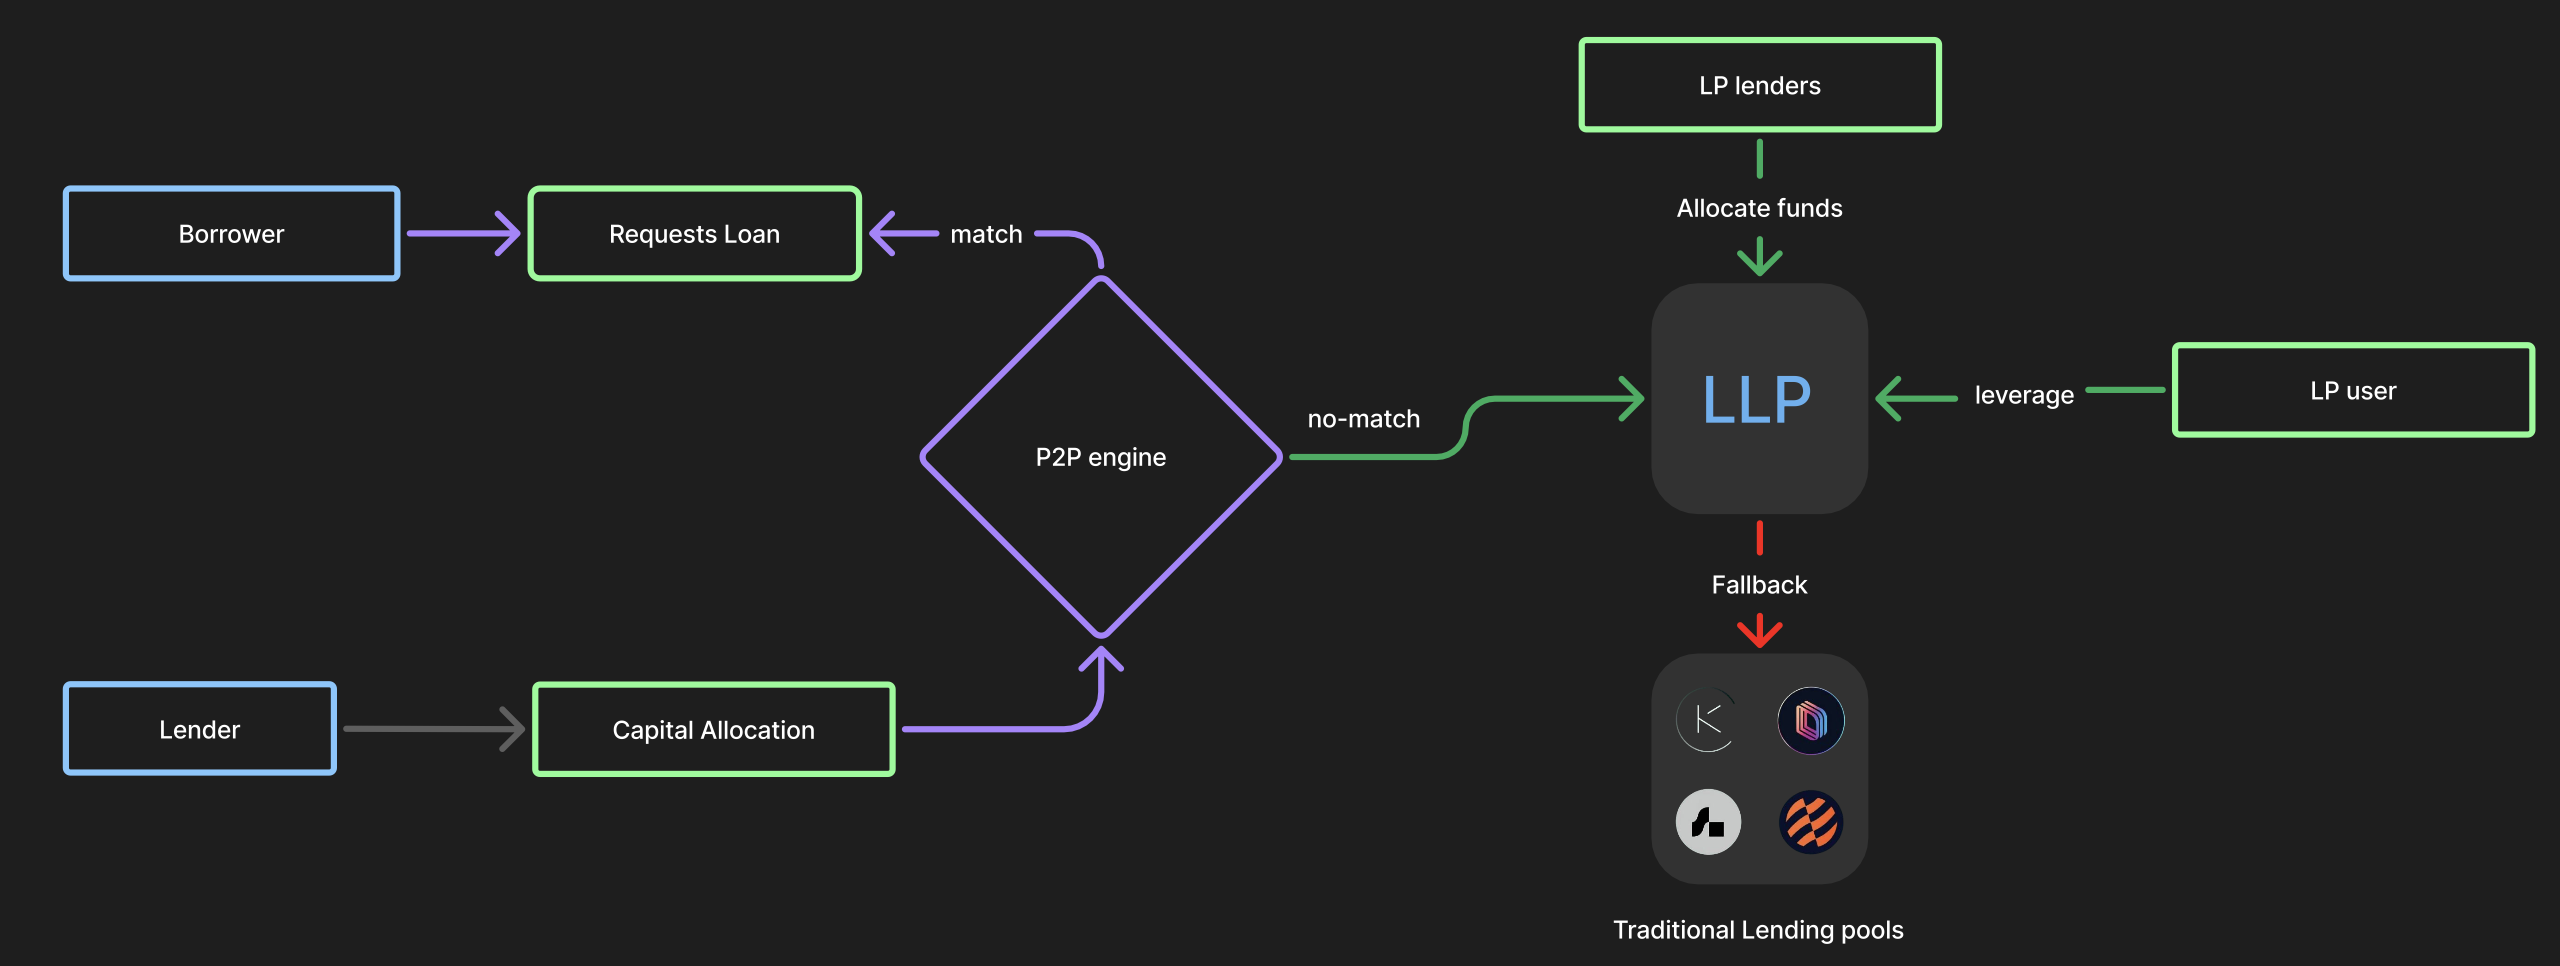 LP lenders
Allocate funds
Borrower
Requests Loan
match
LLP
leverage
LP user
no-match
P2P engine
Fallback
Lender
Capital Allocation
Traditional Lending pools